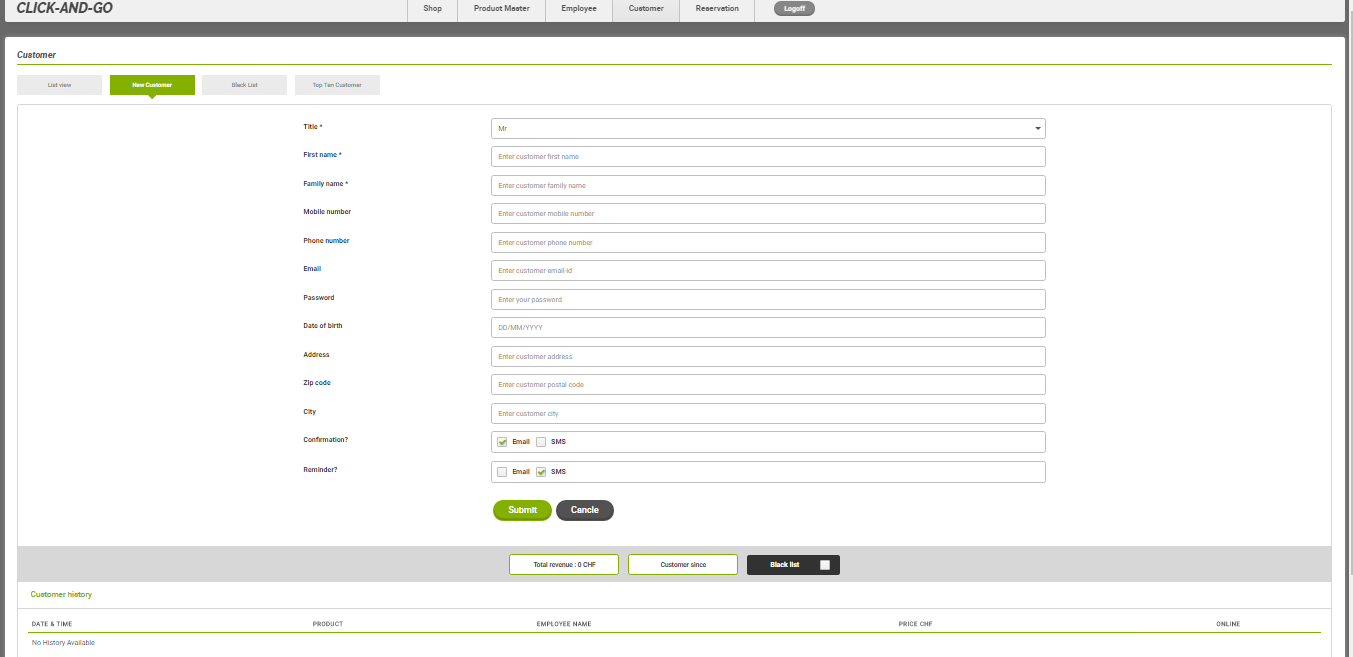 CLICK-AND-GO
Shop Product Master Employee Customer Reservation Logoff
Customer
List view New Customer Black List Top Ten Customer
Title * Mr
First name * Enter customer first name
Family name * Enter customer family name
Mobile number Enter customer mobile number
Phone number Enter customer phone number
Email Enter customer email-id
Password Enter your password
Date of birth DD/MM/YYYY
Address Enter customer address
Zip code Enter customer postal code
City Enter customer city
Confirmation? Email SMS
Reminder? Email SMS
Submit Cancle
Total revenue : 0 CHF Customer since Black list
Customer history
DATE & TIME PRODUCT EMPLOYEE NAME PRICE CHF ONLINE
No History Available